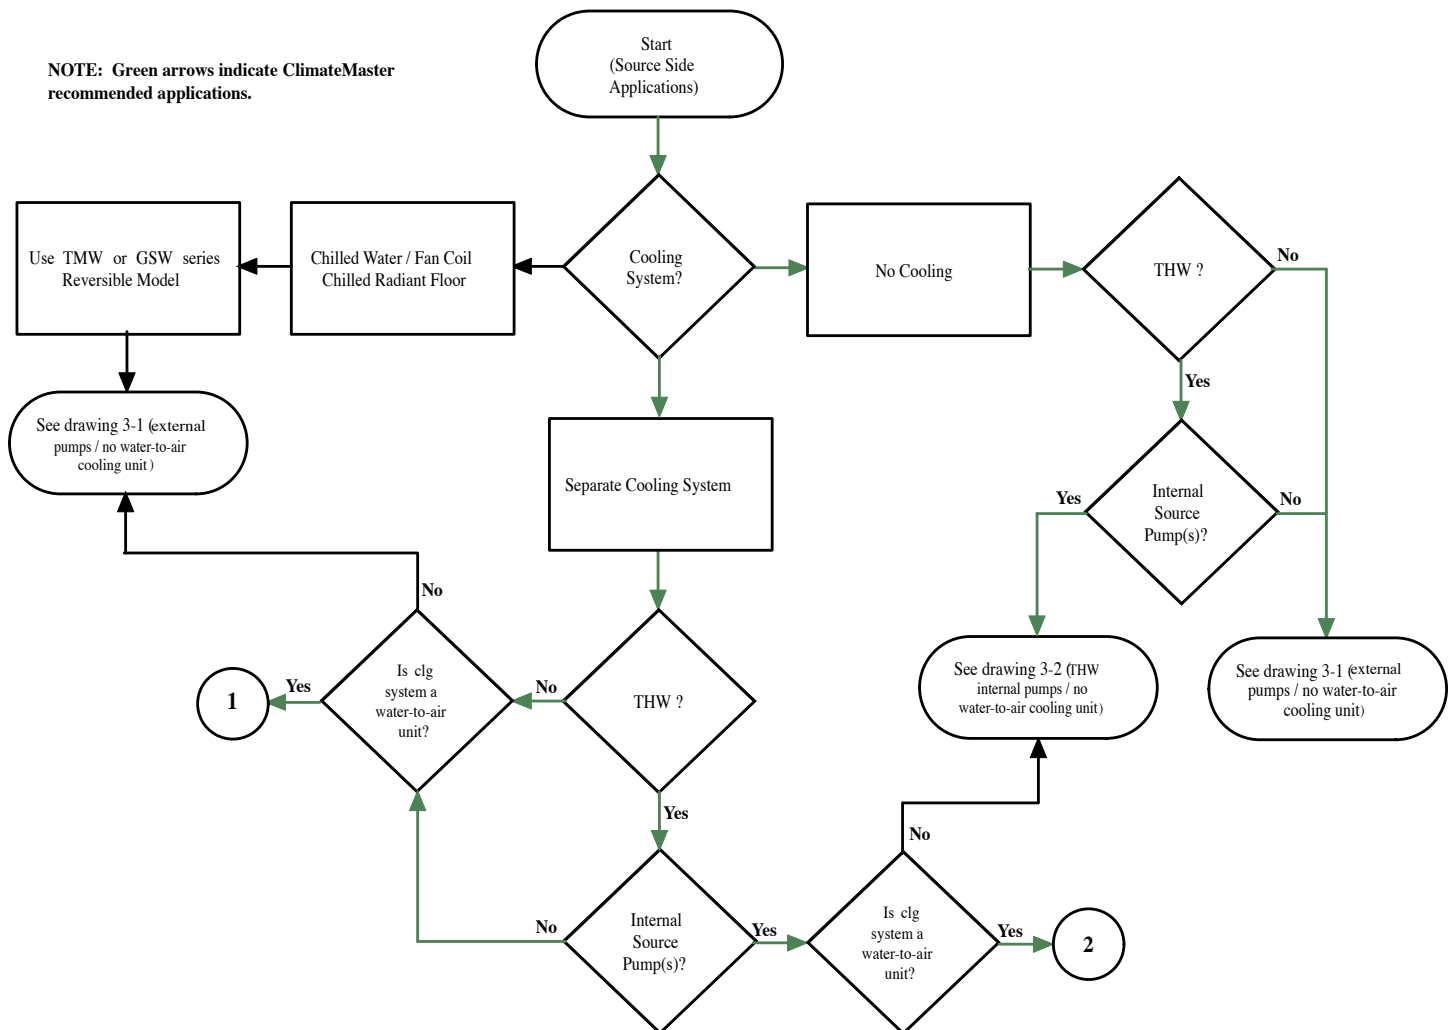 Start
(Source Side
Applications)
NOTE: Green arrows indicate ClimateMaster
recommended applications.
Use TMW or GSW series
Reversible Model
Chilled Water / Fan Coil
Chilled Radiant Floor
Cooling
System?
No Cooling
THW ?
No
Yes
See drawing 3-1 (external
pumps / no water-to-air
cooling unit)
Separate Cooling System
Yes
Internal
Source
Pump(s)?
No
No
Is clg
system a
water-to-air
unit?
Yes
1
No
THW ?
Yes
See drawing 3-2 (THW
internal pumps / no
water-to-air cooling unit)
See drawing 3-1 (external
pumps / no water-to-air
cooling unit)
No
Internal
Source
Pump(s)?
Yes
No
Is clg
system a
water-to-air
unit?
Yes
2